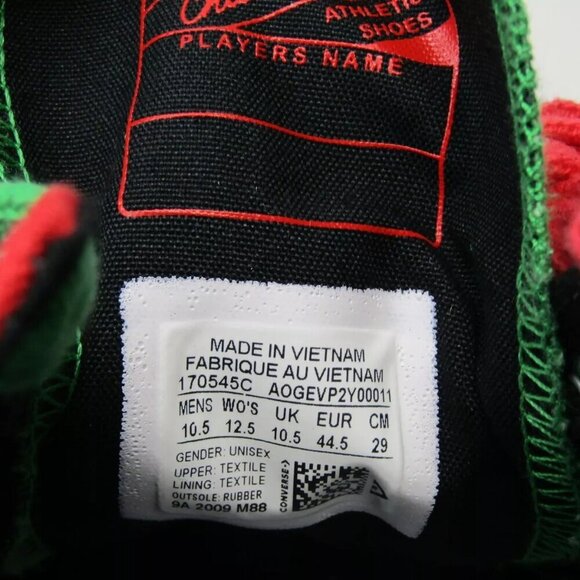 ATHLETIC
SHOES
PLAYERS NAME
MADE IN VIETNAM
FABRIQUE AU VIETNAM
170545C AOGEVP2Y00011
MENS WO'S UK EUR CM
10.5 12.5 10.5 44.5 29
GENDER: UNISEX
UPPER: TEXTILE
LINING: TEXTILE
OUTSOLE: RUBBER
9A 2009 M88
CONVERSE